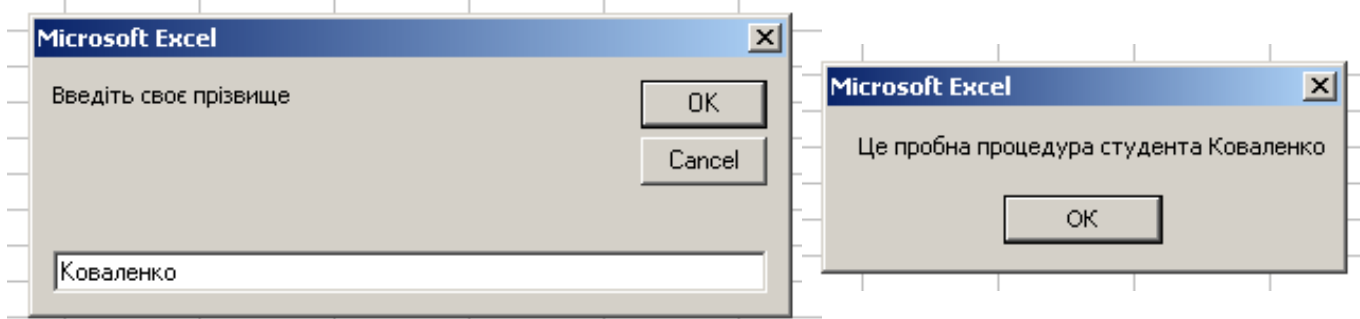 Microsoft Excel
Введіть своє прізвище
OK
Cancel
Коваленко
Microsoft Excel
Це пробна процедура студента Коваленко
OK